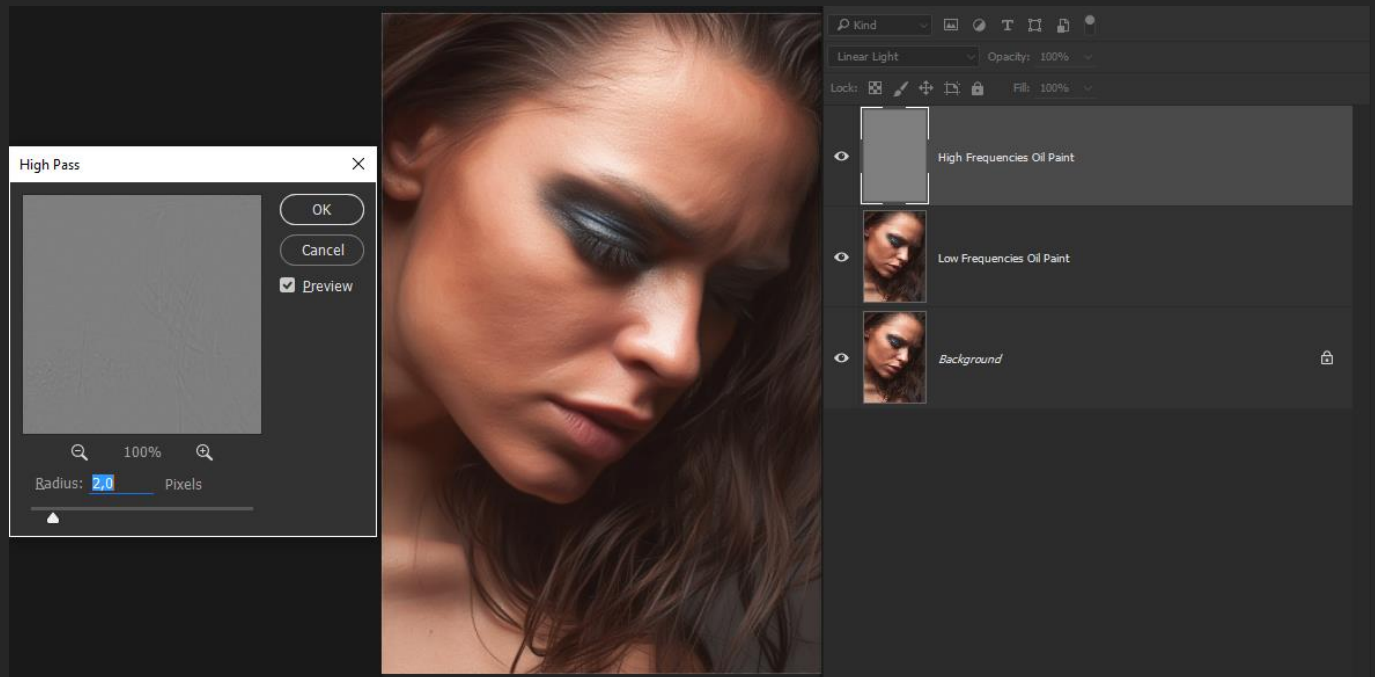 High Pass
OK
Cancel
Preview
100%
Radius: 2,0 Pixels
Kind
Linear Light Opacity: 100%
Lock: Fill: 100%
High Frequencies Oil Paint
Low Frequencies Oil Paint
Background